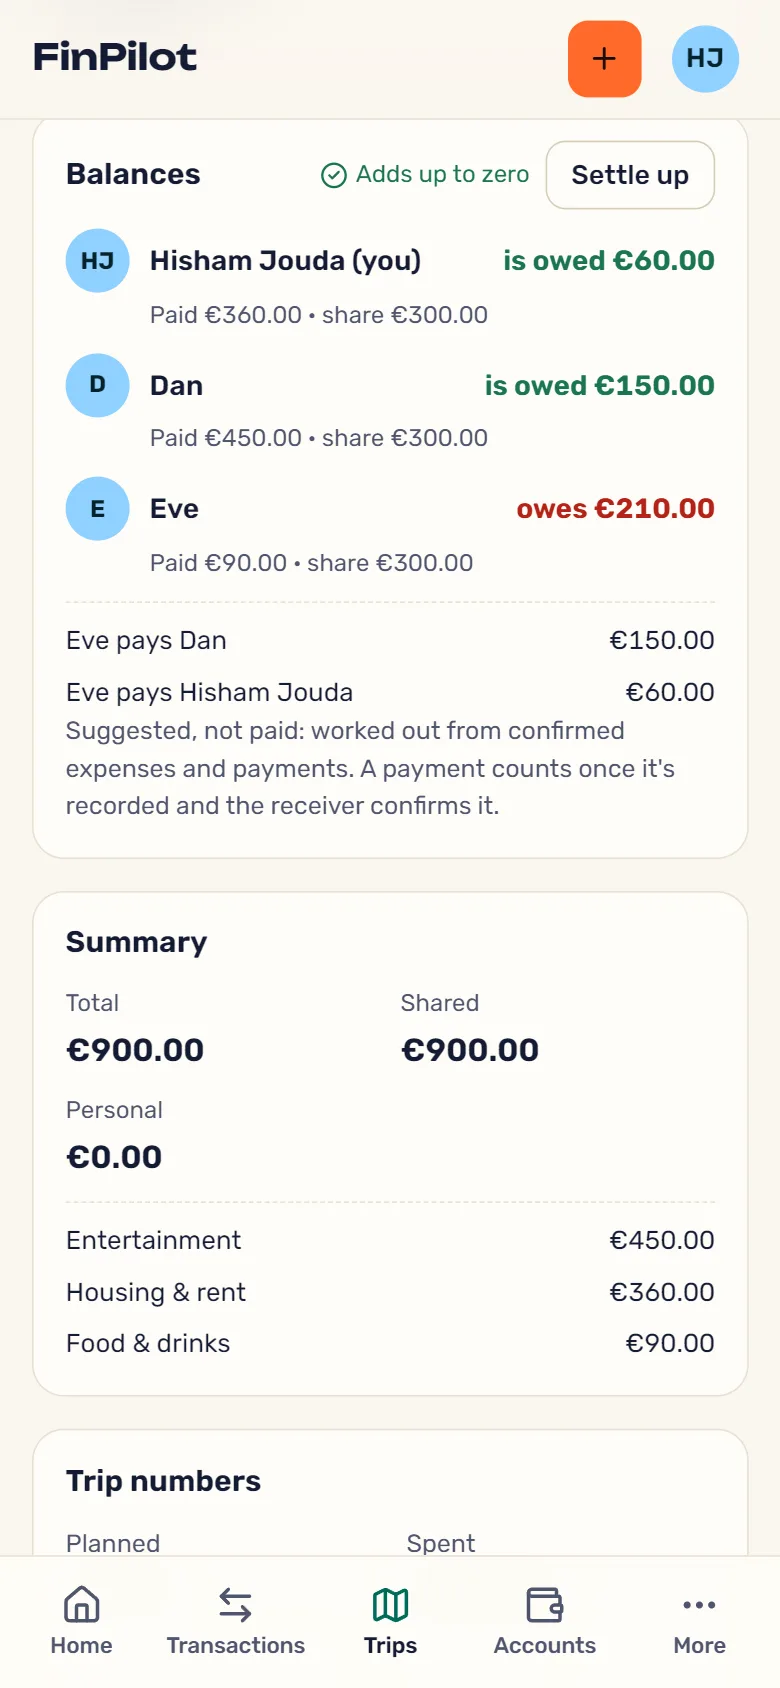 FinPilot
+
HJ
Balances
Adds up to zero
Settle up
HJ
Hisham Jouda (you)
is owed €60.00
Paid €360.00 • share €300.00
D
Dan
is owed €150.00
Paid €450.00 • share €300.00
E
Eve
owes €210.00
Paid €90.00 • share €300.00
Eve pays Dan
€150.00
Eve pays Hisham Jouda
€60.00
Suggested, not paid: worked out from confirmed
expenses and payments. A payment counts once it's
recorded and the receiver confirms it.
Summary
Total
Shared
€900.00
€900.00
Personal
€0.00
Entertainment
€450.00
Housing & rent
€360.00
Food & drinks
€90.00
Trip numbers
Planned
Spent
Home
Transactions
Trips
Accounts
More